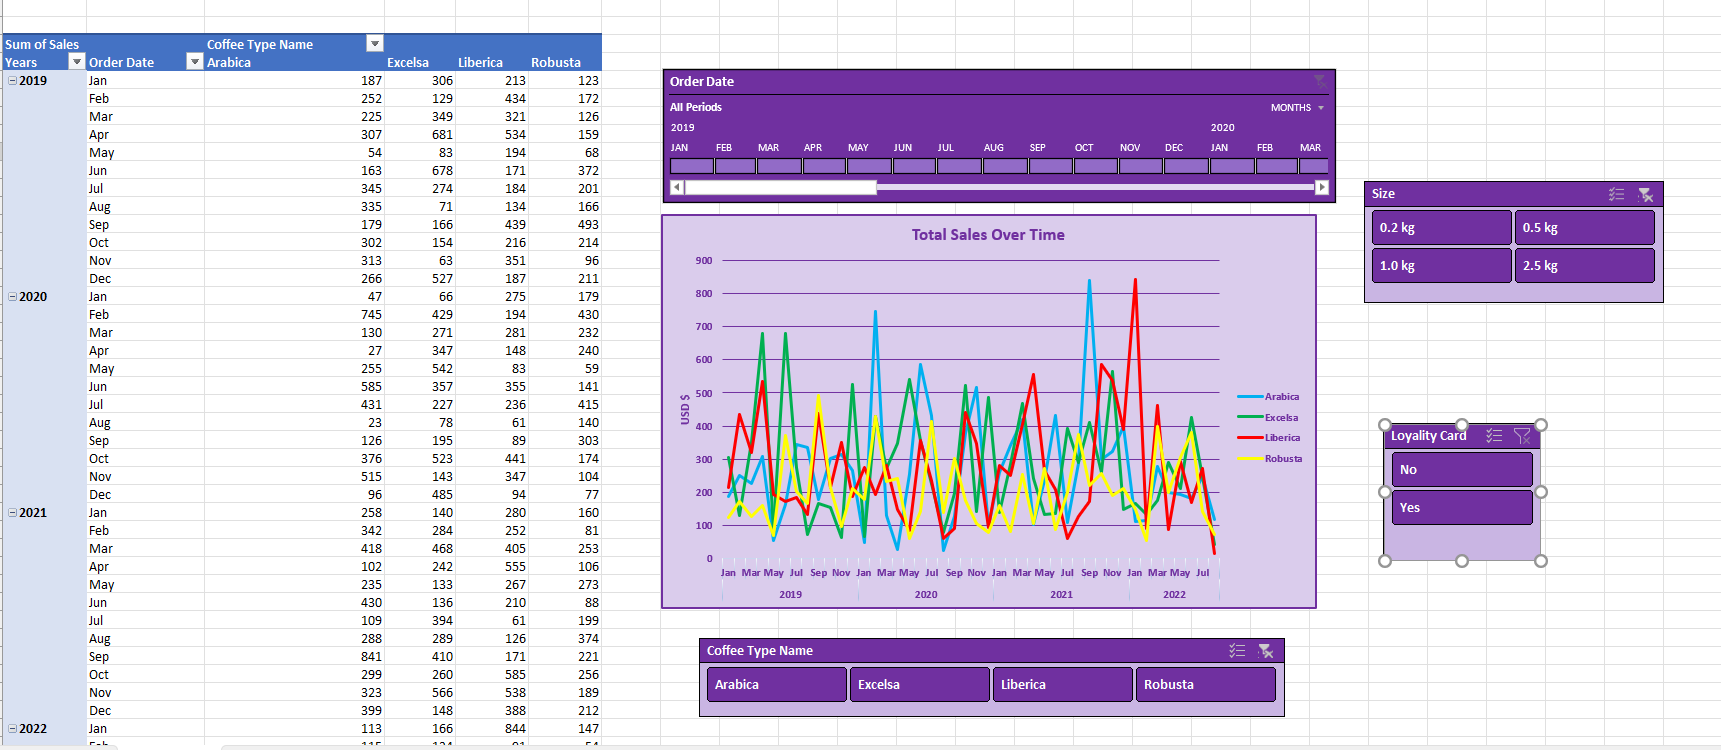 Sum of Sales Coffee Type Name
Years Order Date Arabica Excelsa Liberica Robusta
2019 Jan 187 306 213 123
Feb 252 129 434 172
Mar 225 349 321 126
Apr 307 681 534 159
May 54 83 194 68
Jun 163 678 171 372
Jul 345 274 184 201
Aug 335 71 134 166
Sep 179 166 439 493
Oct 302 154 216 214
Nov 313 63 351 96
Dec 266 527 187 211
2020 Jan 47 66 275 179
Feb 745 429 194 430
Mar 130 271 281 232
Apr 27 347 148 240
May 255 542 83 59
Jun 585 357 355 141
Jul 431 227 236 415
Aug 23 78 61 140
Sep 126 195 89 303
Oct 376 523 441 174
Nov 515 143 347 104
Dec 96 485 94 77
2021 Jan 258 140 280 160
Feb 342 284 252 81
Mar 418 468 405 253
Apr 102 242 555 106
May 235 133 267 273
Jun 430 136 210 88
Jul 109 394 61 199
Aug 288 289 126 374
Sep 841 410 171 221
Oct 299 260 585 256
Nov 323 566 538 189
Dec 399 148 388 212
2022 Jan 113 166 844 147
Order Date
All Periods MONTHS
2019 2020
JAN FEB MAR APR MAY JUN JUL AUG SEP OCT NOV DEC JAN FEB MAR
Total Sales Over Time
900
800
700
600
500
400
300
200
100
0
USD $
Jan Mar May Jul Sep Nov Jan Mar May Jul Sep Nov Jan Mar May Jul Sep Nov Jan Mar May Jul
2019 2020 2021 2022
Arabica
Excelsa
Liberica
Robusta
Size
0.2 kg 0.5 kg
1.0 kg 2.5 kg
Loyality Card
No
Yes
Coffee Type Name
Arabica Excelsa Liberica Robusta